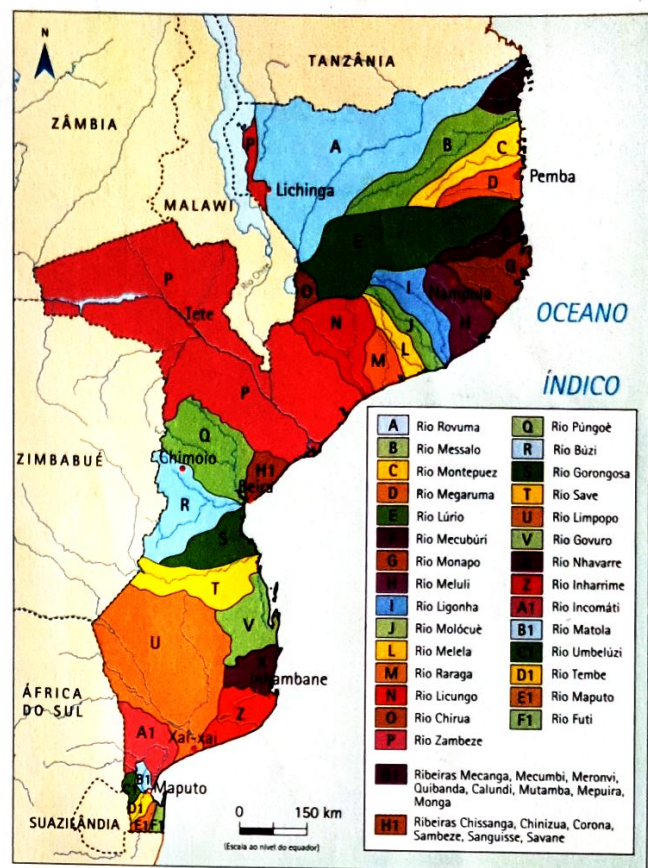 N
TANZÂNIA
ZÂMBIA
A
B
C
P
D
Pemba
Lichinga
MALAWI
E
G
P
O
I
Nampula
Rio Chire
OCEANO
Tete
N
J
H
L
M
ÍNDICO
P
Q
ZIMBABUÉ
Chimoio
H1
Beira
R
S
T
U
V
X
Inhambane
ÁFRICA
DO SUL
Z
A1
Xai-xai
B1
Maputo
D1
SUAZILÂNDIA
E1
F1
0 150 km
(Escala ao nível do equador)
A Rio Rovuma
B Rio Messalo
C Rio Montepuez
D Rio Megaruma
E Rio Lúrio
Rio Mecubúri
G Rio Monapo
H Rio Meluli
I Rio Ligonha
J Rio Molócuè
L Rio Melela
M Rio Raraga
N Rio Licungo
O Rio Chirua
P Rio Zambeze
Q Rio Púngoè
R Rio Búzi
S Rio Gorongosa
T Rio Save
U Rio Limpopo
V Rio Govuro
Rio Nhavarre
Z Rio Inharrime
A1 Rio Incomáti
B1 Rio Matola
C1 Rio Umbelúzi
D1 Rio Tembe
E1 Rio Maputo
F1 Rio Futi
Ribeiras Mecanga, Mecumbi, Meronvi,
Quibanda, Calundi, Mutamba, Mepuira,
Monga
H1 Ribeiras Chissanga, Chinizua, Corona,
Sambeze, Sanguisse, Savane